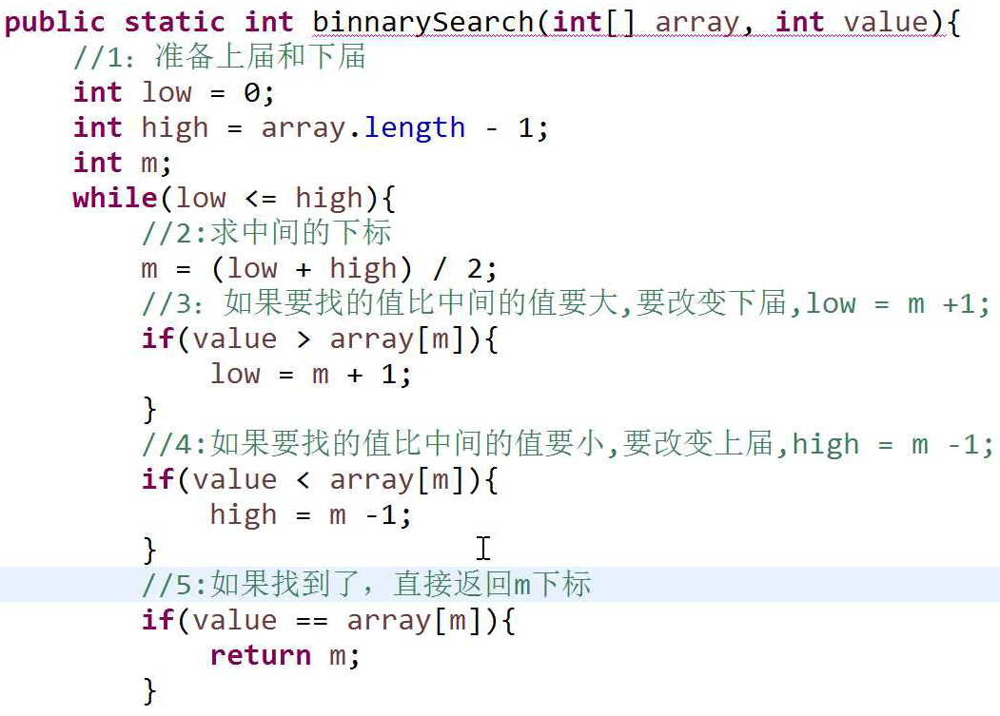 public static int binnarySearch(int[] array, int value){
//1：准备上届和下届
int low = 0;
int high = array.length - 1;
int m;
while(low <= high){
//2:求中间的下标
m = (low + high) / 2;
//3：如果要找的值比中间的值要大,要改变下届,low = m +1;
if(value > array[m]){
low = m + 1;
}
//4:如果要找的值比中间的值要小,要改变上届,high = m -1;
if(value < array[m]){
high = m -1;
}
//5:如果找到了，直接返回m下标
if(value == array[m]){
return m;
}